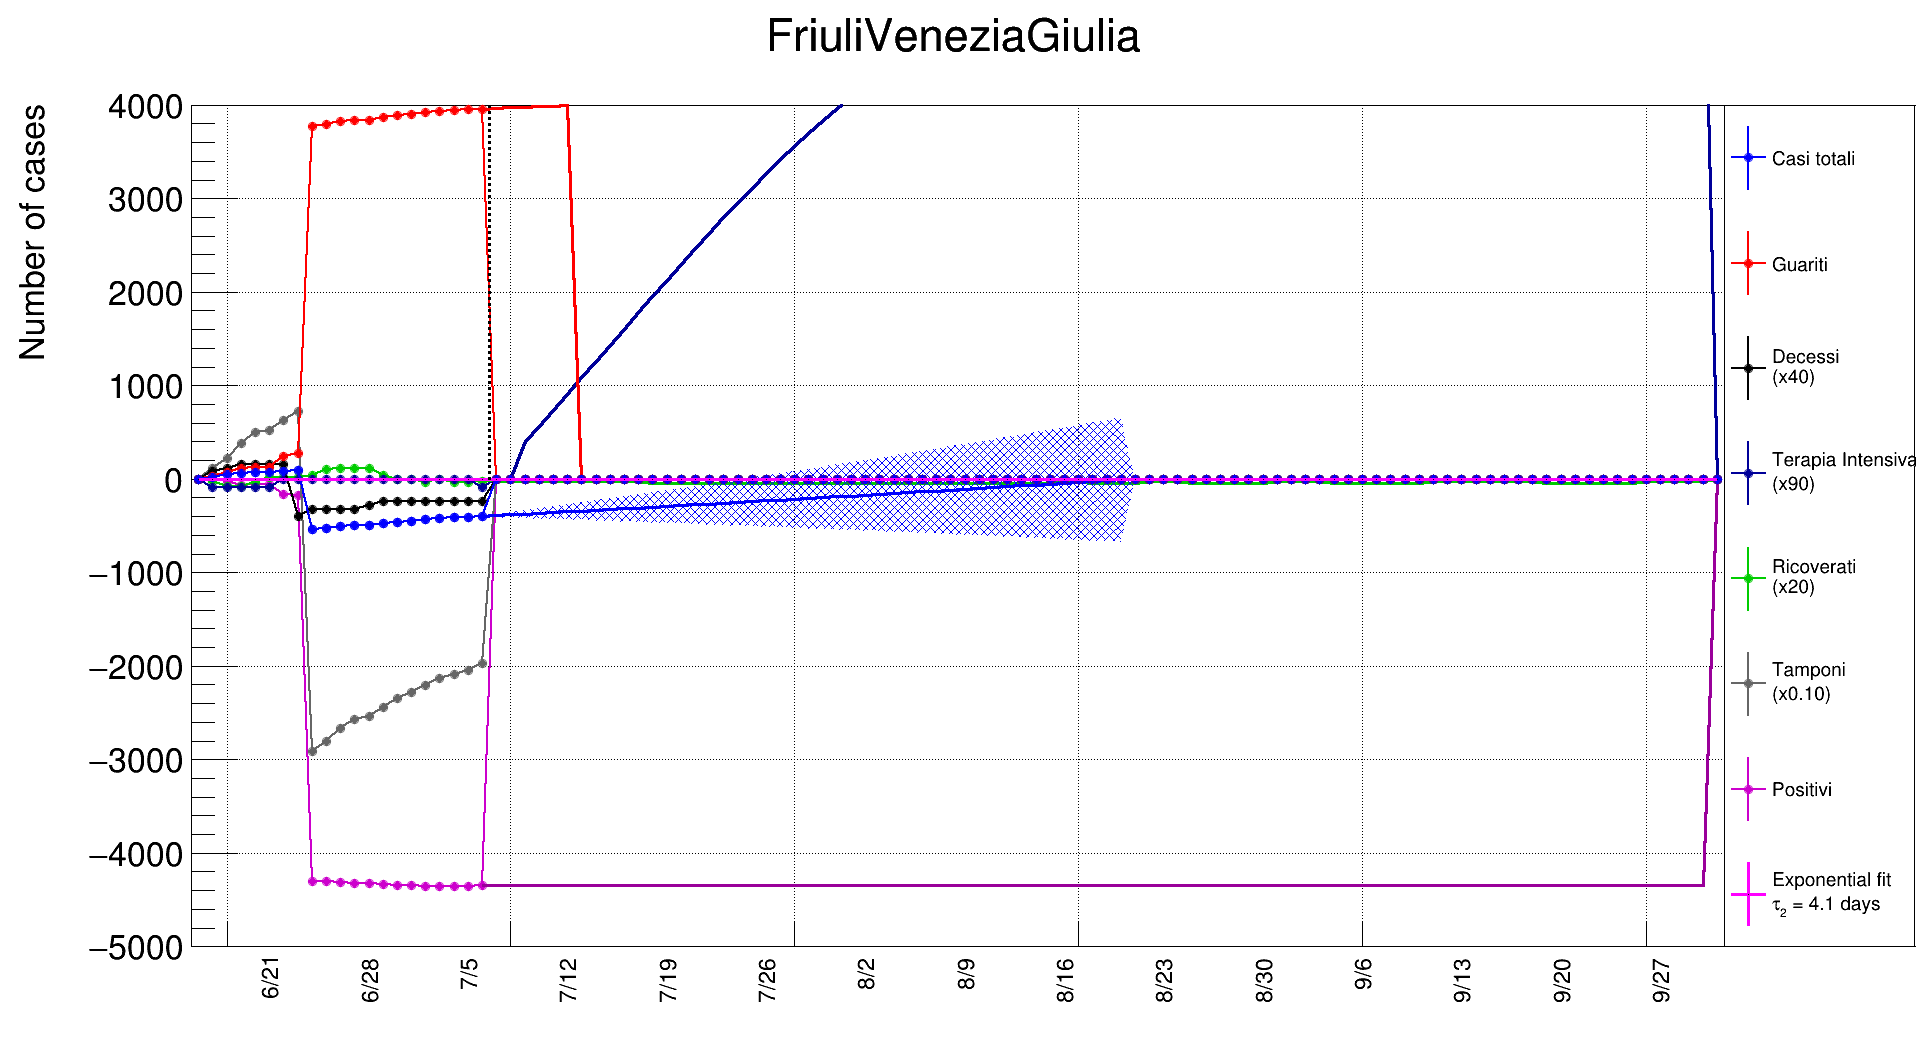 FriuliVeneziaGiulia
Number of cases
4000
3000
2000
1000
0
−1000
−2000
−3000
−4000
−5000
6/21
6/28
7/5
7/12
7/19
7/26
8/2
8/9
8/16
8/23
8/30
9/6
9/13
9/20
9/27
Casi totali
Guariti
Decessi
(x40)
Terapia Intensiva
(x90)
Ricoverati
(x20)
Tamponi
(x0.10)
Positivi
Exponential fit
τ2 = 4.1 days